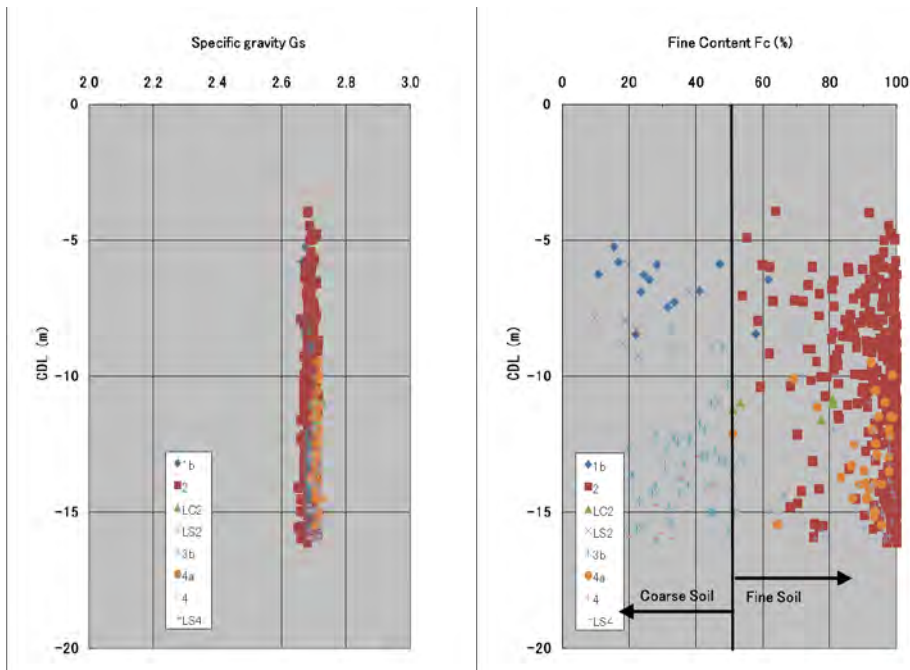 Specific gravity Gs
2.0 2.2 2.4 2.6 2.8 3.0
0
-5
-10
-15
-20
CDL (m)
1b
2
LC2
LS2
3b
4a
4
LS4
Fine Content Fc (%)
0 20 40 60 80 100
0
-5
-10
-15
-20
CDL (m)
1b
2
LC2
LS2
3b
4a
4
LS4
Coarse Soil
Fine Soil